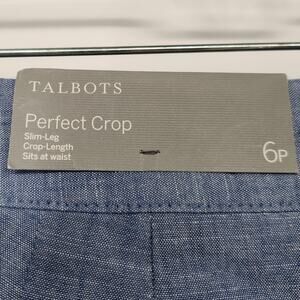 TALBOTS
Perfect Crop
Slim-Leg
Crop-Length
Sits at waist
6P